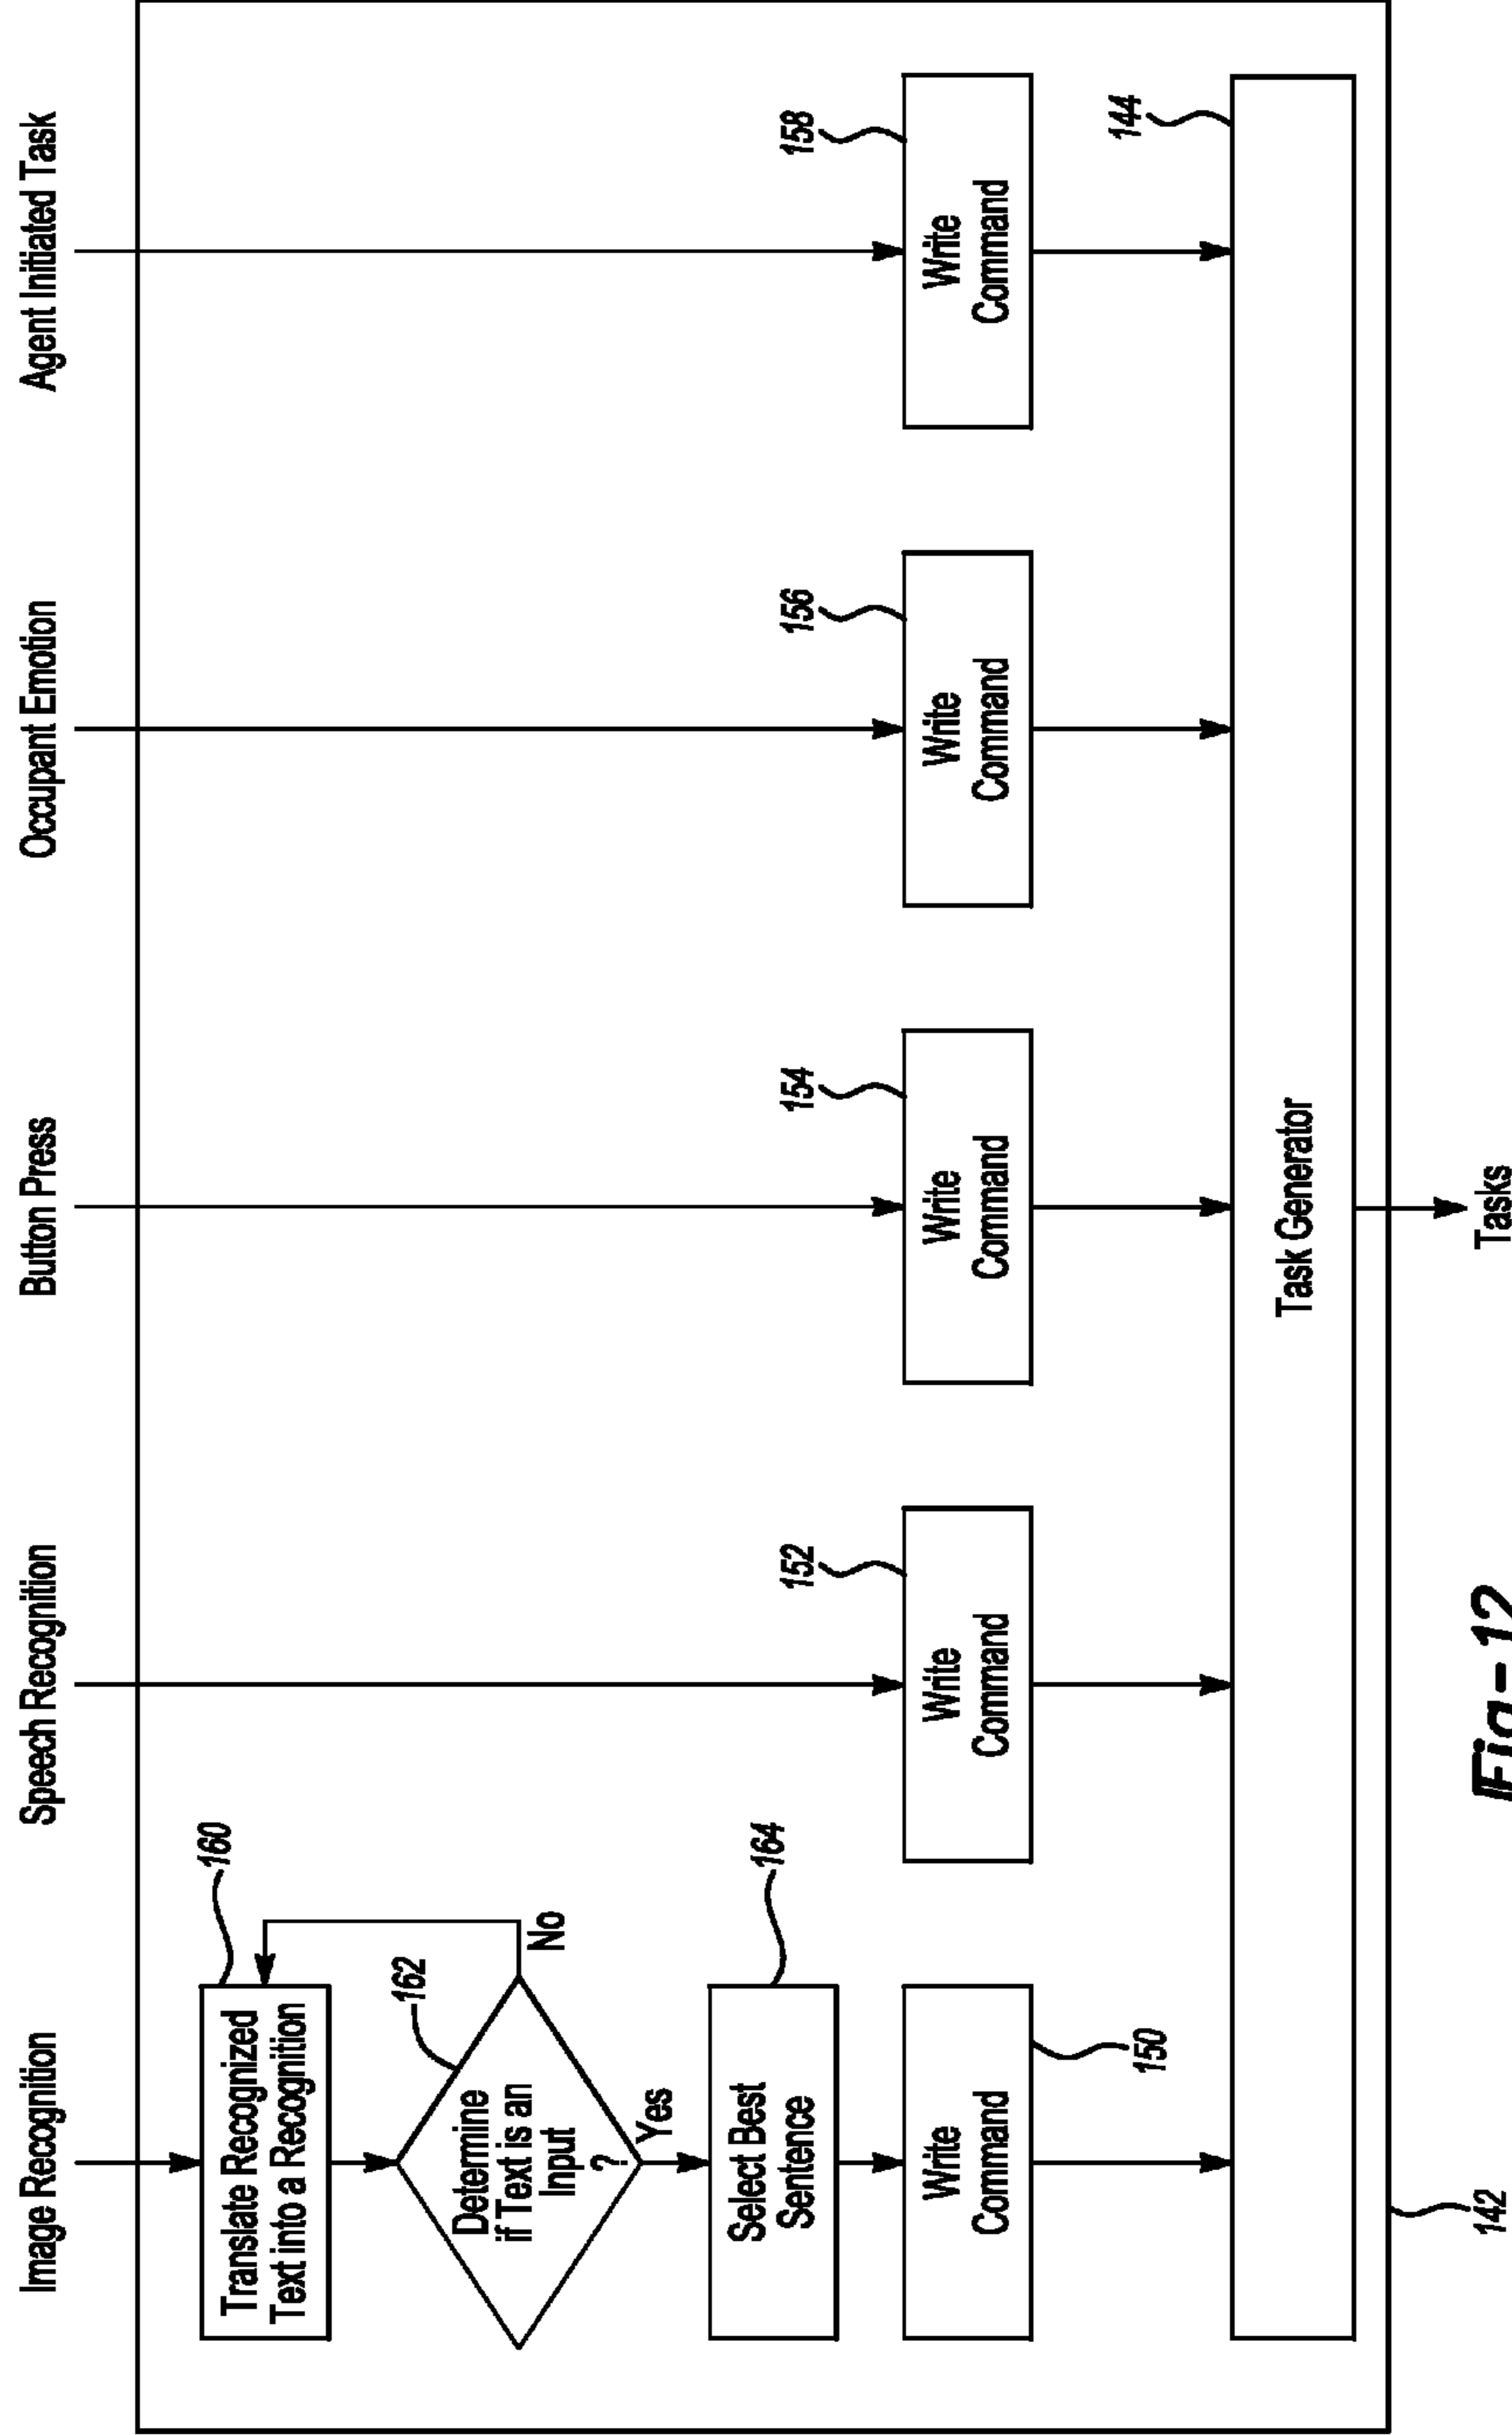 Image Recognition
Speech Recognition
Button Press
Occupant Emotion
Agent Initiated Task
160
Translate Recognized
Text into a Recognition
162
Determine
if Text is an
Input
?
No
Yes
164
Select Best
Sentence
Write
Command
150
152
Write
Command
154
Write
Command
156
Write
Command
158
Write
Command
144
Task Generator
142
Tasks
Fig-12